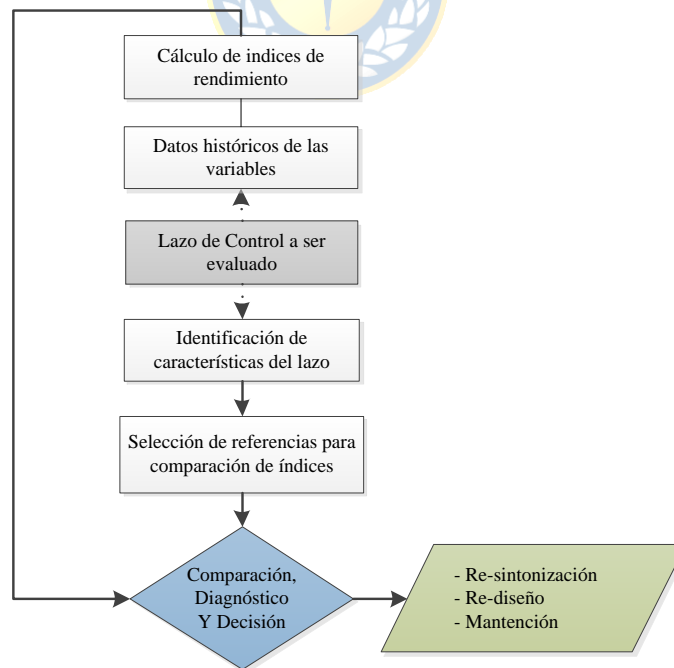 Cálculo de indices de
rendimiento
Datos históricos de las
variables
Lazo de Control a ser
evaluado
Identificación de
características del lazo
Selección de referencias para
comparación de índices
Comparación,
Diagnóstico
Y Decisión
- Re-sintonización
- Re-diseño
- Mantención